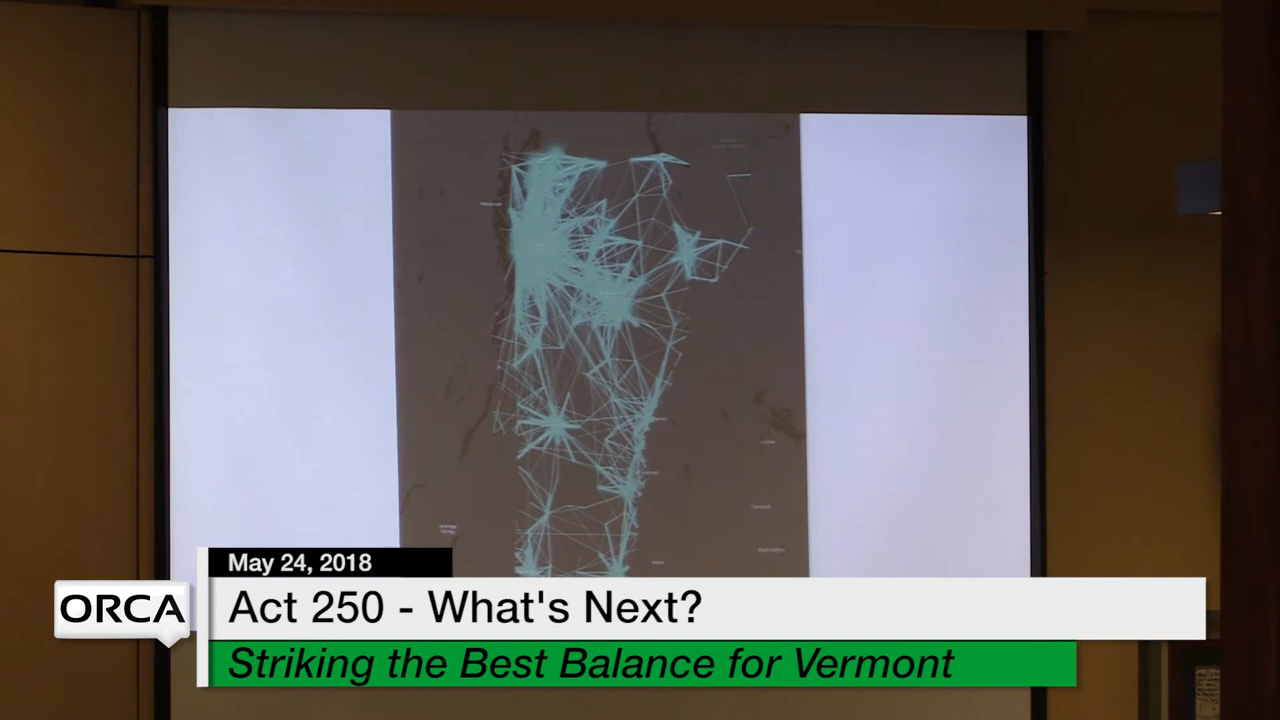 May 24, 2018
ORCA
Act 250 - What's Next?
Striking the Best Balance for Vermont